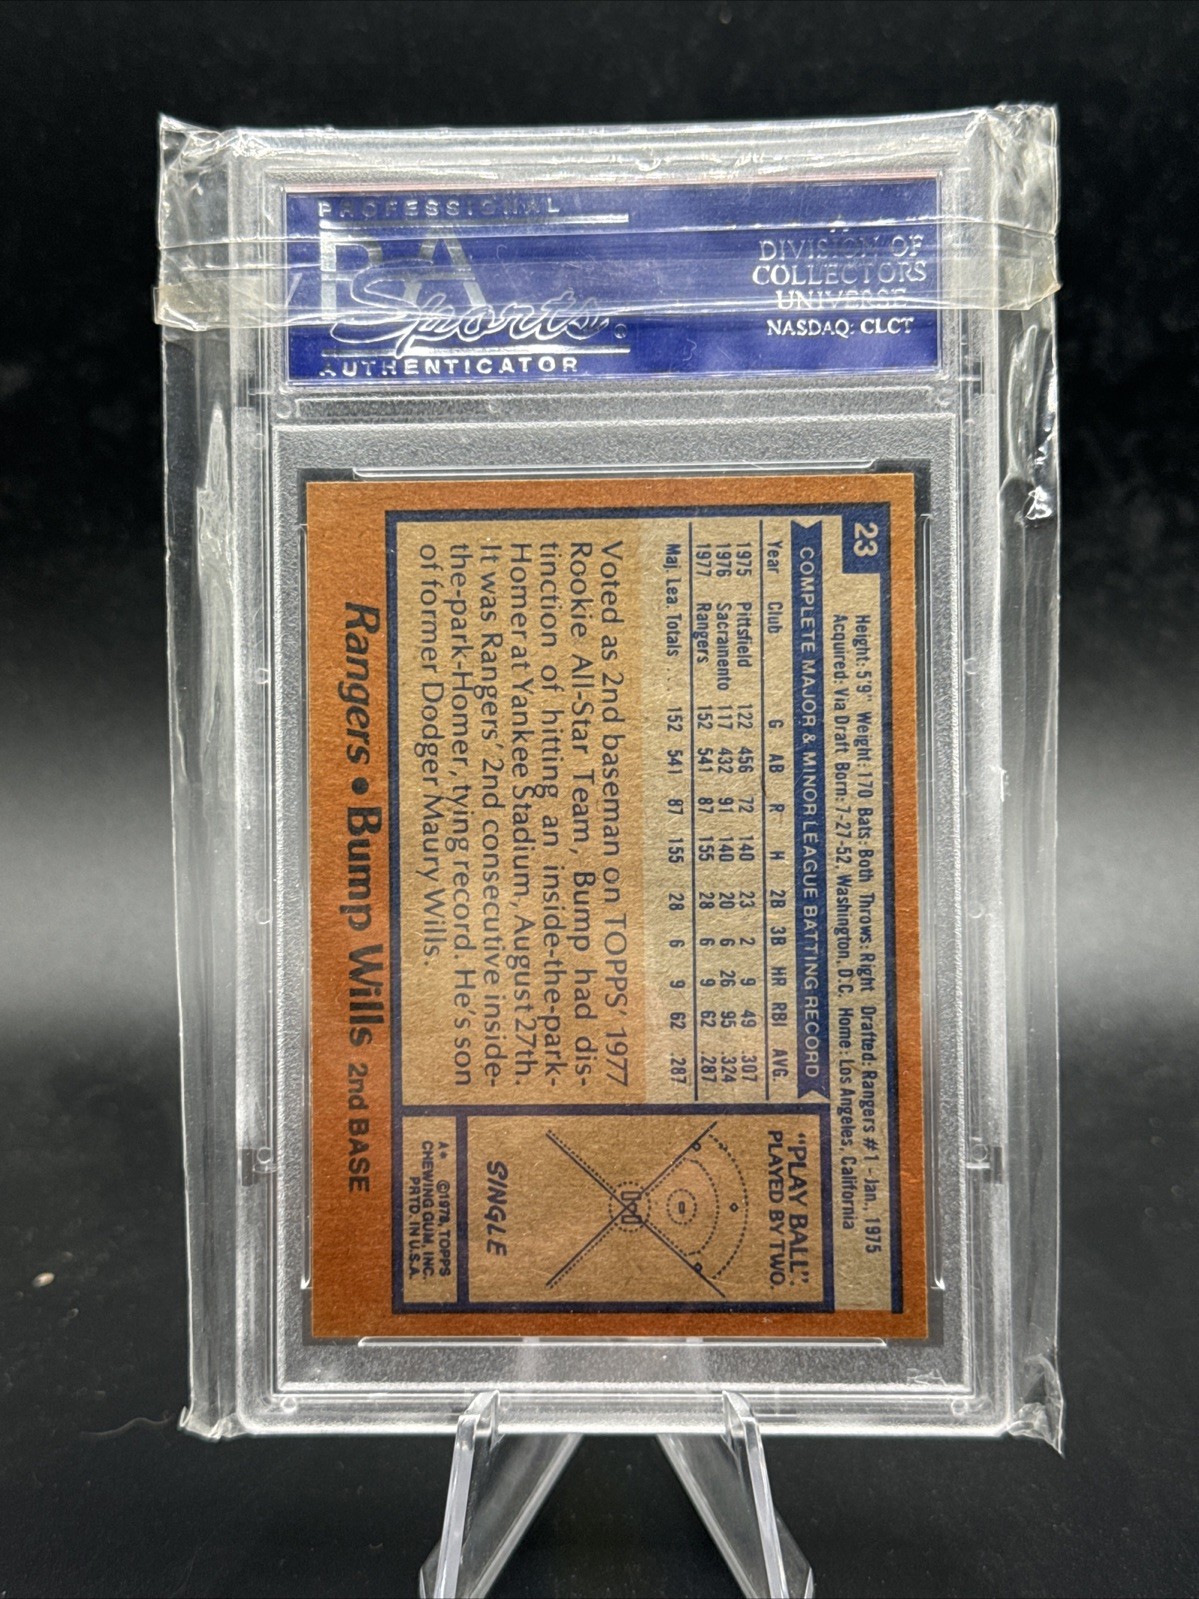 PROFESSIONAL
PSA
Sports
AUTHENTICATOR
A
DIVISION OF
COLLECTORS
UNIVERSE
NASDAQ: CLCT
23
Height: 5'9" Weight: 170 Bats: Both Throws: Right Drafted: Rangers #1 - Jan., 1975
Acquired: Via Draft Born: 7-27-52, Washington, D.C. Home: Los Angeles, California
COMPLETE MAJOR & MINOR LEAGUE BATTING RECORD
Year Club G AB R H 2B 3B HR RBI AVG.
1975 Pittsfield 122 456 72 140 23 2 9 49 .307
1976 Sacramento 117 432 91 140 20 6 26 95 .324
1977 Rangers 152 541 87 155 28 6 9 62 .287
Maj. Lea. Totals . . 152 541 87 155 28 6 9 62 .287
Voted as 2nd baseman on TOPPS' 1977
Rookie All-Star Team, Bump had dis-
tinction of hitting an inside-the-park-
Homer at Yankee Stadium, August 27th.
It was Rangers' 2nd consecutive inside-
the-park-Homer, tying record. He's son
of former Dodger Maury Wills.
"PLAY BALL".
PLAYED BY TWO.
SINGLE
A* ©1978, TOPPS
CHEWING GUM, INC.
PRTD. IN U.S.A.
Rangers • Bump Wills 2nd BASE